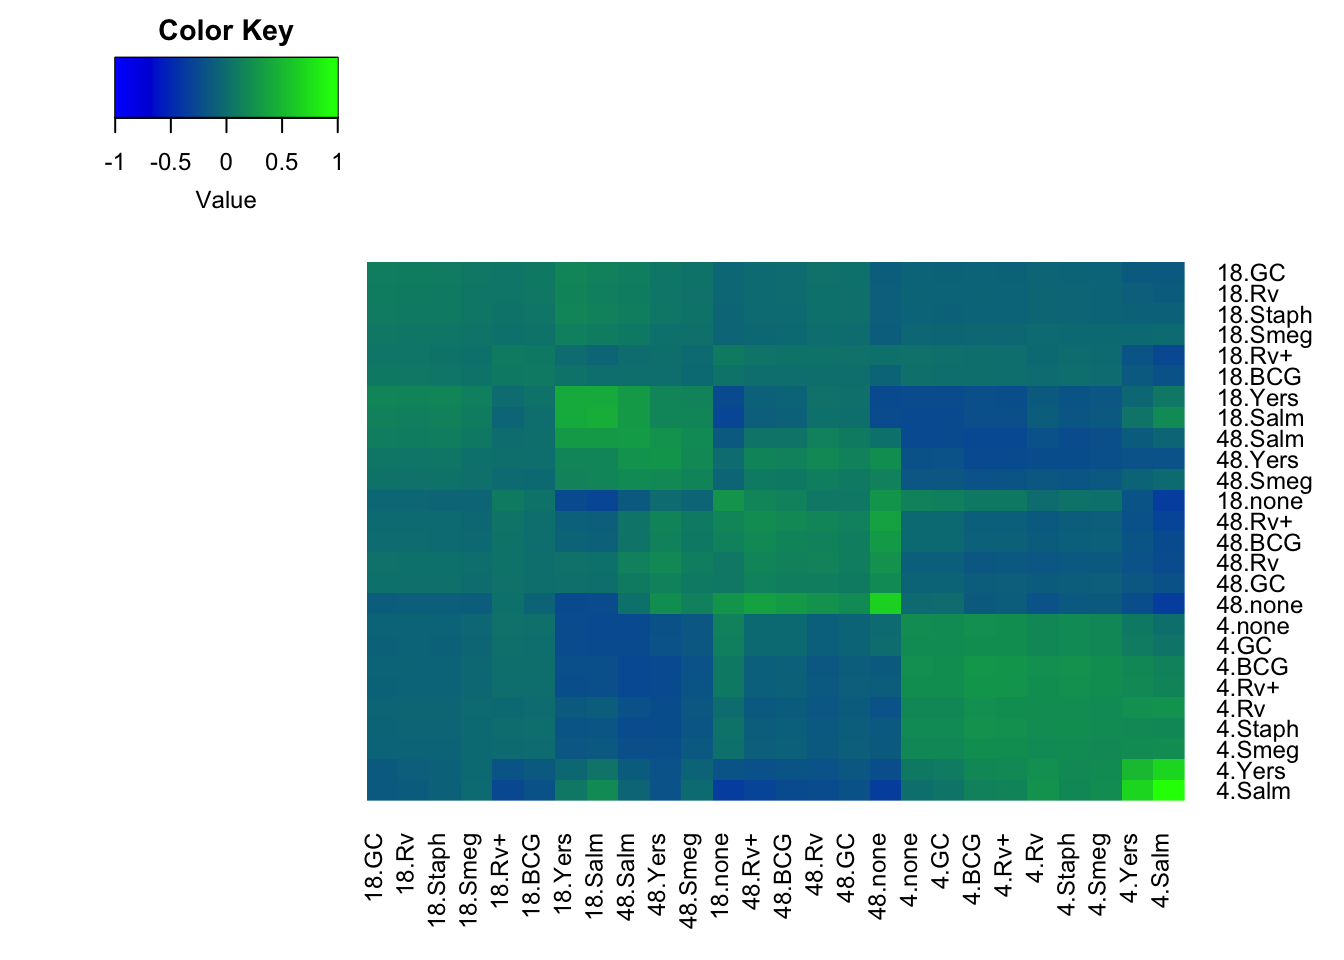 Color Key
-1 -0.5 0 0.5 1
Value
18.GC
18.Rv
18.Staph
18.Smeg
18.Rv+
18.BCG
18.Yers
18.Salm
48.Salm
48.Yers
48.Smeg
18.none
48.Rv+
48.BCG
48.Rv
48.GC
48.none
4.none
4.GC
4.BCG
4.Rv+
4.Rv
4.Staph
4.Smeg
4.Yers
4.Salm
18.GC
18.Rv
18.Staph
18.Smeg
18.Rv+
18.BCG
18.Yers
18.Salm
48.Salm
48.Yers
48.Smeg
18.none
48.Rv+
48.BCG
48.Rv
48.GC
48.none
4.none
4.GC
4.BCG
4.Rv+
4.Rv
4.Staph
4.Smeg
4.Yers
4.Salm